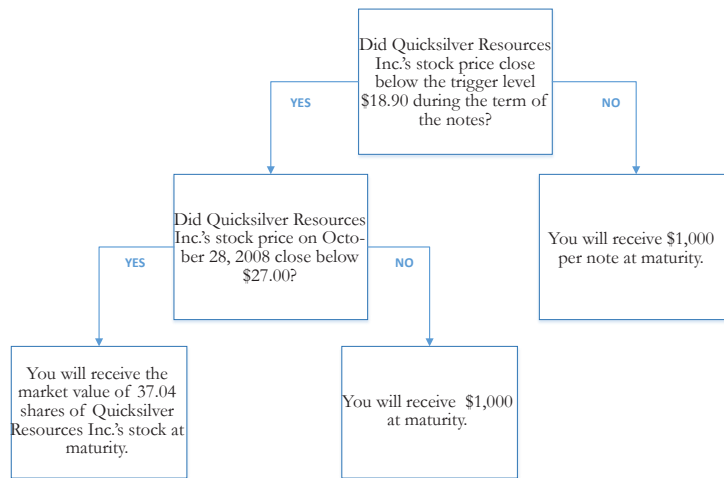 Did Quicksilver Resources
Inc.'s stock price close
below the trigger level
$18.90 during the term of
the notes?
YES
NO
Did Quicksilver Resources
Inc.'s stock price on Octo-
ber 28, 2008 close below
$27.00?
You will receive $1,000
per note at maturity.
YES
NO
You will receive the
market value of 37.04
shares of Quicksilver
Resources Inc.'s stock at
maturity.
You will receive $1,000
at maturity.